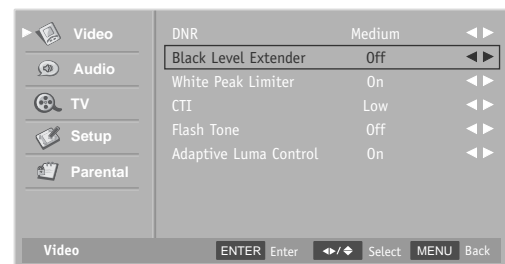 Video
Audio
TV
Setup
Parental
DNR Medium
Black Level Extender Off
White Peak Limiter On
CTI Low
Flash Tone Off
Adaptive Luma Control On
Video ENTER Enter / Select MENU Back